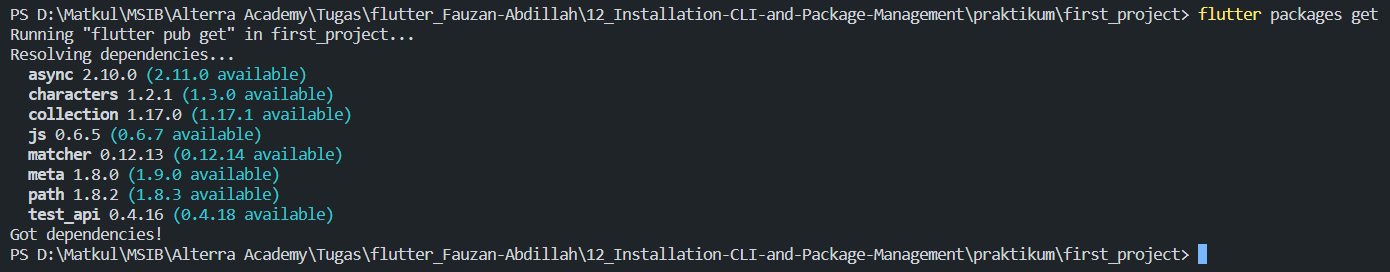 PS D:\Matkul\MSIB\Alterra Academy\Tugas\flutter_Fauzan-Abdillah\12_Installation-CLI-and-Package-Management\praktikum\first_project> flutter packages get
Running "flutter pub get" in first_project...
Resolving dependencies...
  async 2.10.0 (2.11.0 available)
  characters 1.2.1 (1.3.0 available)
  collection 1.17.0 (1.17.1 available)
  js 0.6.5 (0.6.7 available)
  matcher 0.12.13 (0.12.14 available)
  meta 1.8.0 (1.9.0 available)
  path 1.8.2 (1.8.3 available)
  test_api 0.4.16 (0.4.18 available)
Got dependencies!
PS D:\Matkul\MSIB\Alterra Academy\Tugas\flutter_Fauzan-Abdillah\12_Installation-CLI-and-Package-Management\praktikum\first_project>